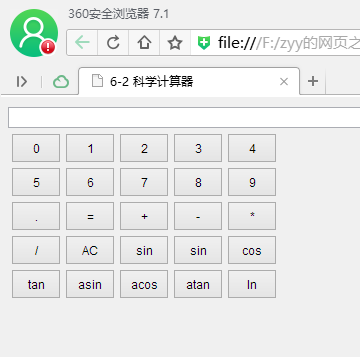 360安全浏览器 7.1
file:///F:/zyy的网页之
6-2 科学计算器
0 1 2 3 4
5 6 7 8 9
. = + - *
/ AC sin sin cos
tan asin acos atan ln